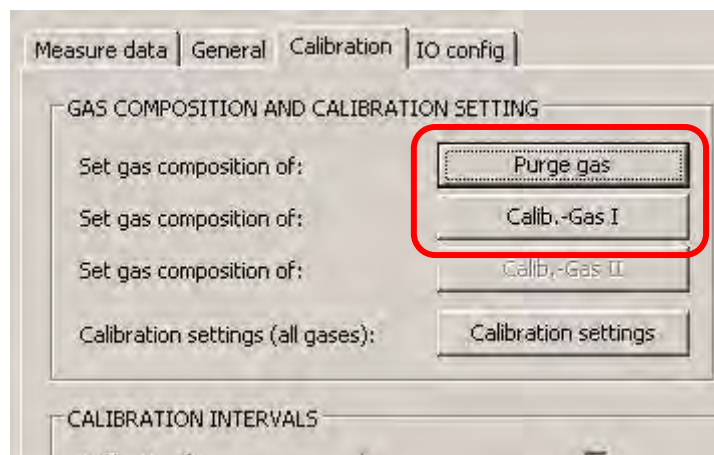 Measure data General Calibration IO config
GAS COMPOSITION AND CALIBRATION SETTING
Set gas composition of: Purge gas
Set gas composition of: Calib.-Gas I
Set gas composition of: Calib.-Gas II
Calibration settings (all gases): Calibration settings
CALIBRATION INTERVALS